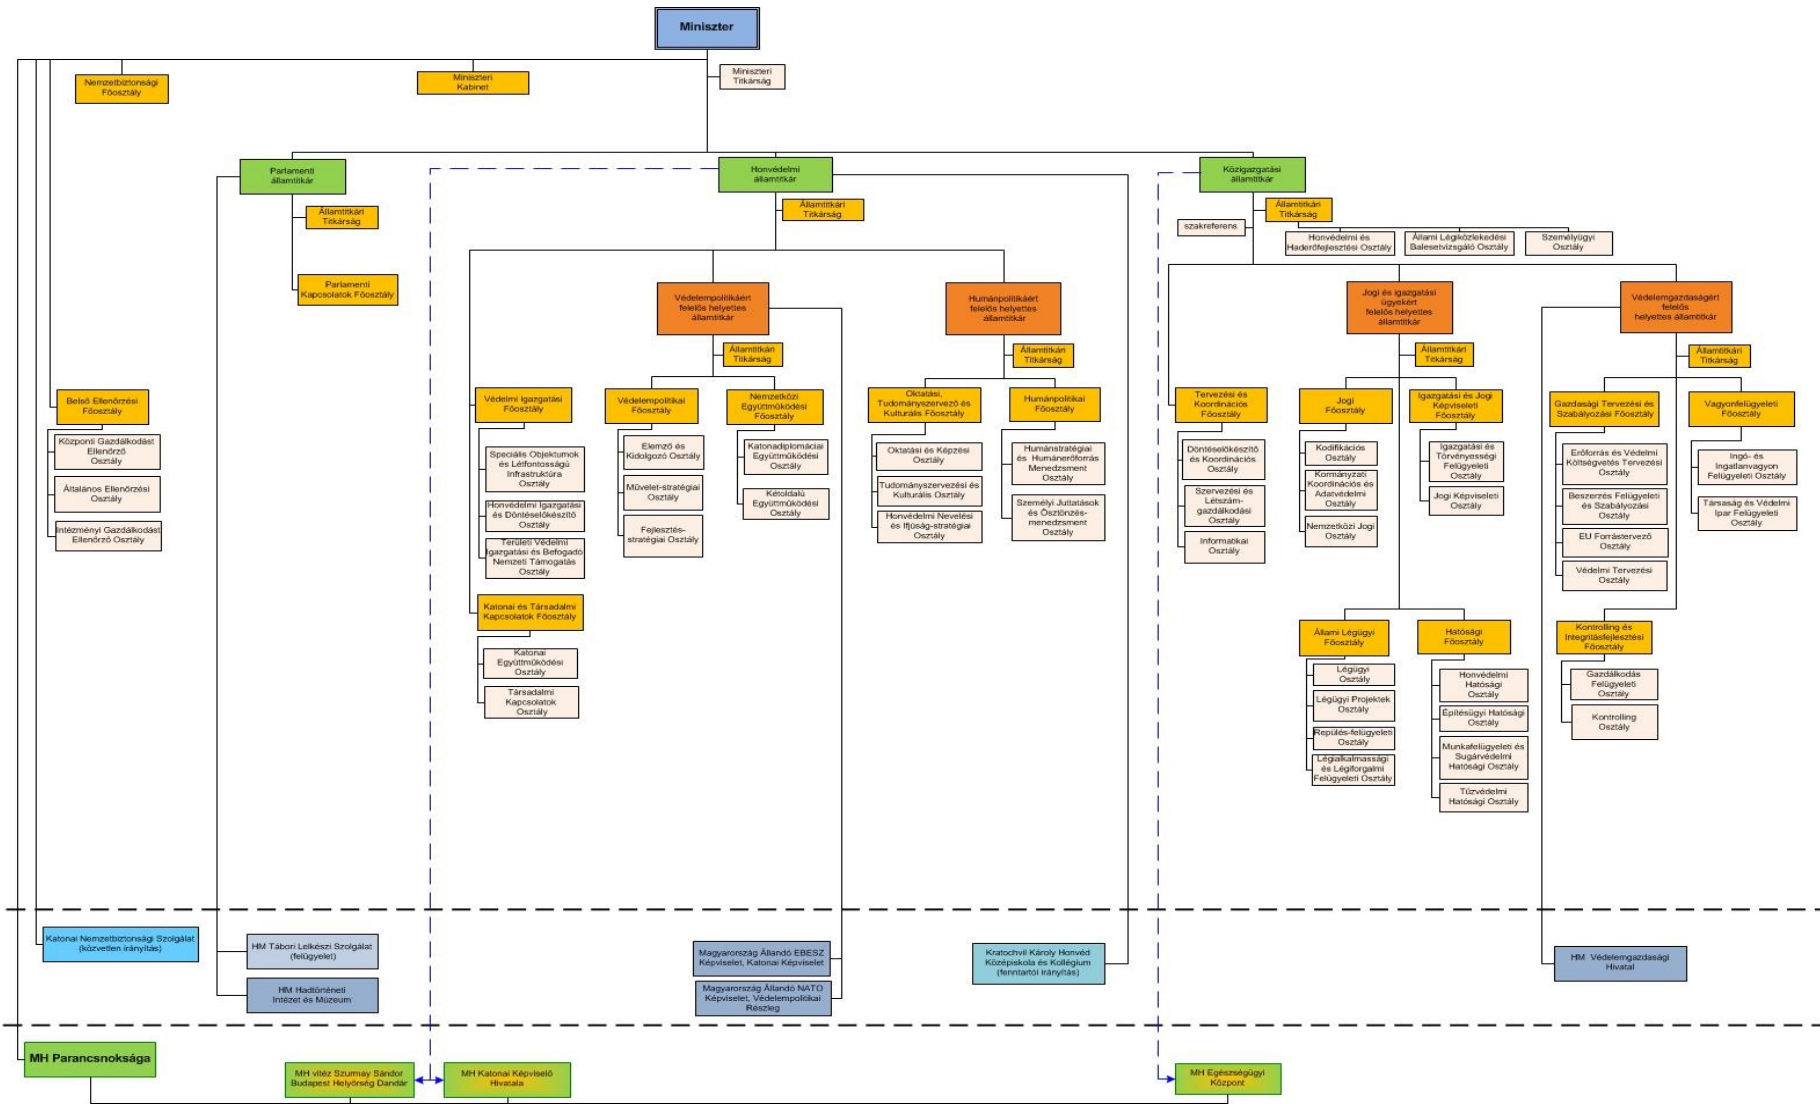 Miniszter
Nemzetbiztonsági
Főosztály
Miniszteri
Kabinet
Miniszteri
Titkárság
Parlamenti
államtitkár
Honvédelmi
államtitkár
Közigazgatási
államtitkár
Államtitkári
Titkárság
Államtitkári
Titkárság
Államtitkári
Titkárság
szakreferens
Honvédelmi és
Haderőfejlesztési Osztály
Állami Légiközlekedési
Balesetvizsgáló Osztály
Személyügyi
Osztály
Parlamenti
Kapcsolatok Főosztály
Védelempolitikáért
felelős helyettes
államtitkár
Humánpolitikáért
felelős helyettes
államtitkár
Jogi és igazgatási
ügyekért
felelős helyettes
államtitkár
Védelemgazdaságért
felelős
helyettes államtitkár
Államtitkári
Titkárság
Államtitkári
Titkárság
Államtitkári
Titkárság
Államtitkári
Titkárság
Belső Ellenőrzési
Főosztály
Központi Gazdálkodást
Ellenőrző
Osztály
Általános Ellenőrzési
Osztály
Intézményi Gazdálkodást
Ellenőrző Osztály
Védelmi Igazgatási
Főosztály
Speciális Objektumok
és Létfontosságú
Infrastruktúra
Osztály
Honvédelmi Igazgatási
és Döntéselőkészítő
Osztály
Területi Védelmi
Igazgatási és Befogadó
Nemzeti Támogatás
Osztály
Katonai és Társadalmi
Kapcsolatok Főosztály
Katonai
Együttműködési
Osztály
Társadalmi
Kapcsolatok
Osztály
Védelempolitikai
Főosztály
Elemző és
Kidolgozó Osztály
Művelet-stratégiai
Osztály
Fejlesztés-
stratégiai Osztály
Nemzetközi
Együttműködési
Főosztály
Katonadiplomáciai
Együttműködési
Osztály
Kétoldalú
Együttműködési
Osztály
Oktatási,
Tudományszervező és
Kulturális Főosztály
Oktatási és Képzési
Osztály
Tudományszervezési és
Kulturális Osztály
Honvédelmi Nevelési
és Ifjúság-stratégiai
Osztály
Humánpolitikai
Főosztály
Humánstratégiai
és Humánerőforrás
Menedzsment
Osztály
Személyi Juttatások
és Ösztönzés-
menedzsment
Osztály
Tervezési és
Koordinációs
Főosztály
Döntéselőkészítő
és Koordinációs
Osztály
Szervezési és
Létszám-
gazdálkodási
Osztály
Informatikai
Osztály
Jogi
Főosztály
Kodifikációs
Osztály
Kormányzati
Koordinációs és
Adatvédelmi
Osztály
Nemzetközi Jogi
Osztály
Igazgatási és Jogi
Képviseleti
Főosztály
Igazgatási és
Törvényességi
Felügyeleti
Osztály
Jogi Képviseleti
Osztály
Gazdasági Tervezési és
Szabályozási Főosztály
Erőforrás és Védelmi
Költségvetés Tervezési
Osztály
Beszerzés Felügyeleti
és Szabályozási
Osztály
EU Forrástervező
Osztály
Védelmi Tervezési
Osztály
Vagyonfelügyeleti
Főosztály
Ingó- és
Ingatlanvagyon
Felügyeleti Osztály
Társaság és Védelmi
Ipar Felügyeleti
Osztály
Állami Légügyi
Főosztály
Légügyi
Osztály
Légügyi Projektek
Osztály
Repülés-felügyeleti
Osztály
Légialkalmassági
és Légiforgalmi
Felügyeleti Osztály
Hatósági
Főosztály
Honvédelmi
Hatósági
Osztály
Építésügyi Hatósági
Osztály
Munkafelügyeleti és
Sugárvédelmi
Hatósági Osztály
Tűzvédelmi
Hatósági Osztály
Kontrolling és
Integritásfejlesztési
Főosztály
Gazdálkodás
Felügyeleti
Osztály
Kontrolling
Osztály
Katonai Nemzetbiztonsági Szolgálat
(közvetlen irányítás)
HM Tábori Lelkészi Szolgálat
(felügyelet)
HM Hadtörténeti
Intézet és Múzeum
Magyarország Állandó EBESZ
Képviselet, Katonai Képviselet
Magyarország Állandó NATO
Képviselet, Védelempolitikai
Részleg
Kratochvil Károly Honvéd
Középiskola és Kollégium
(fenntartói irányítás)
HM Védelemgazdasági
Hivatal
MH Parancsnoksága
MH vitéz Szurmay Sándor
Budapest Helyőrség Dandár
MH Katonai Képviselő
Hivatala
MH Egészségügyi
Központ